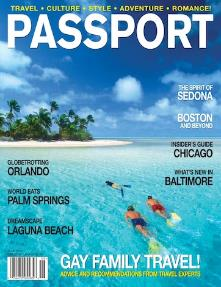 TRAVEL • CULTURE • STYLE • ADVENTURE • ROMANCE!
PASSPORT
THE SPIRIT OF
SEDONA
BOSTON
AND BEYOND
INSIDER'S GUIDE
CHICAGO
WHAT'S NEW IN
BALTIMORE
GLOBETROTTING
ORLANDO
WORLD EATS
PALM SPRINGS
DREAMSCAPE
LAGUNA BEACH
GAY FAMILY TRAVEL!
ADVICE AND RECOMMENDATIONS FROM TRAVEL EXPERTS